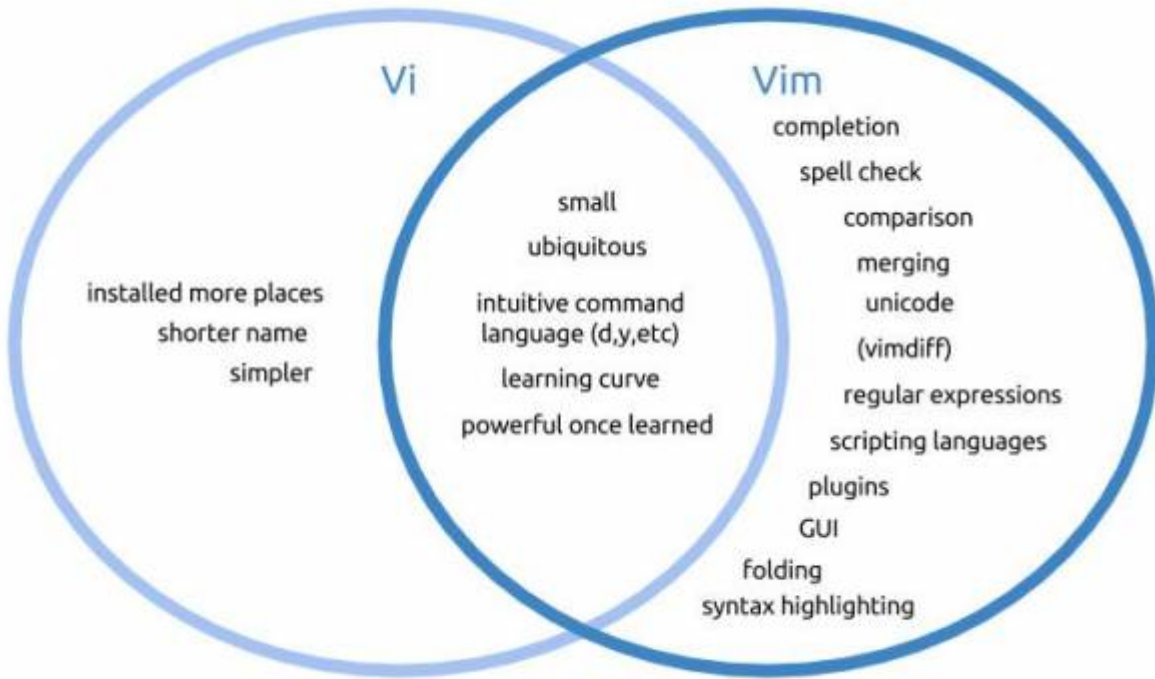 Vi
installed more places
shorter name
simpler
small
ubiquitous
intuitive command
language (d,y,etc)
learning curve
powerful once learned
Vim
completion
spell check
comparison
merging
unicode
(vimdiff)
regular expressions
scripting languages
plugins
GUI
folding
syntax highlighting